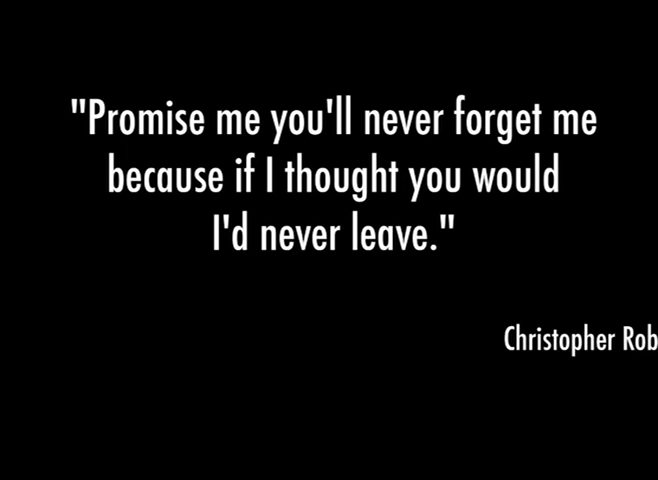 "Promise me you'll never forget me
because if I thought you would
I'd never leave."
Christopher Rob